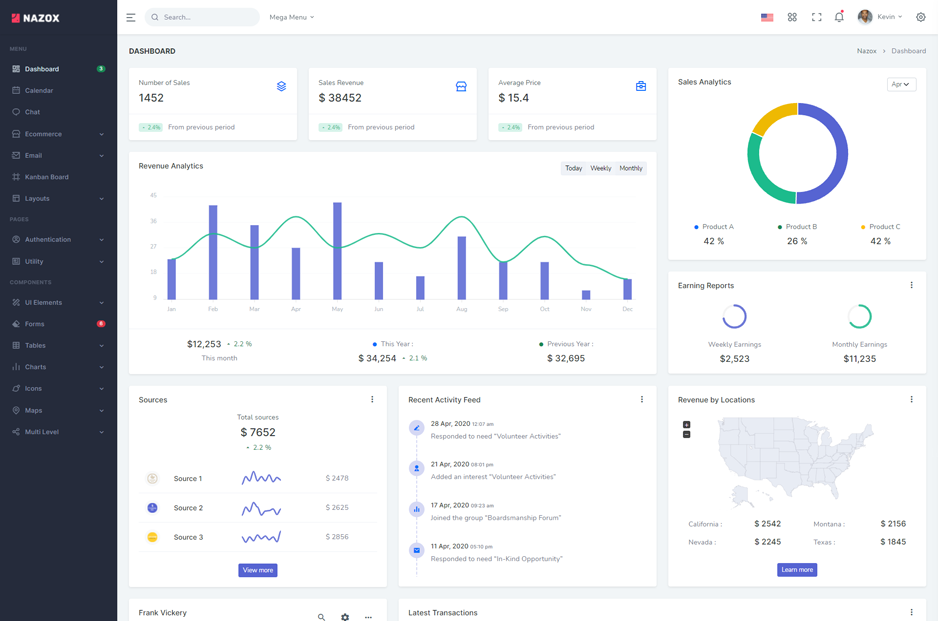 NAZOX
Search...
Mega Menu
Kevin
MENU
Dashboard 5
Calendar
Chat
Ecommerce
Email
Kanban Board
Layouts
PAGES
Authentication
Utility
COMPONENTS
UI Elements
Forms 8
Tables
Charts
Icons
Maps
Multi Level
DASHBOARD
Nazox > Dashboard
Number of Sales
1452
2.4% From previous period
Sales Revenue
$ 38452
2.4% From previous period
Average Price
$ 15.4
2.4% From previous period
Sales Analytics
Apr
Product A
42 %
Product B
26 %
Product C
42 %
Revenue Analytics
Today Weekly Monthly
45
36
27
18
9
Jan Feb Mar Apr May Jun Jul Aug Sep Oct Nov Dec
$12,253 2.2 %
This month
This Year :
$ 34,254 2.1 %
Previous Year :
$ 32,695
Earning Reports
Weekly Earnings
$2,523
Monthly Earnings
$11,235
Sources
Total sources
$ 7652
2.2 %
Source 1 $ 2478
Source 2 $ 2625
Source 3 $ 2856
View more
Recent Activity Feed
28 Apr, 2020 12:07 am
Responded to need "Volunteer Activities"
21 Apr, 2020 08:01 pm
Added an interest "Volunteer Activities"
17 Apr, 2020 09:23 am
Joined the group "Boardsmanship Forum"
11 Apr, 2020 05:10 pm
Responded to need "In-Kind Opportunity"
Revenue by Locations
+
−
California : $ 2542
Montana : $ 2156
Nevada : $ 2245
Texas : $ 1845
Learn more
Frank Vickery
Latest Transactions